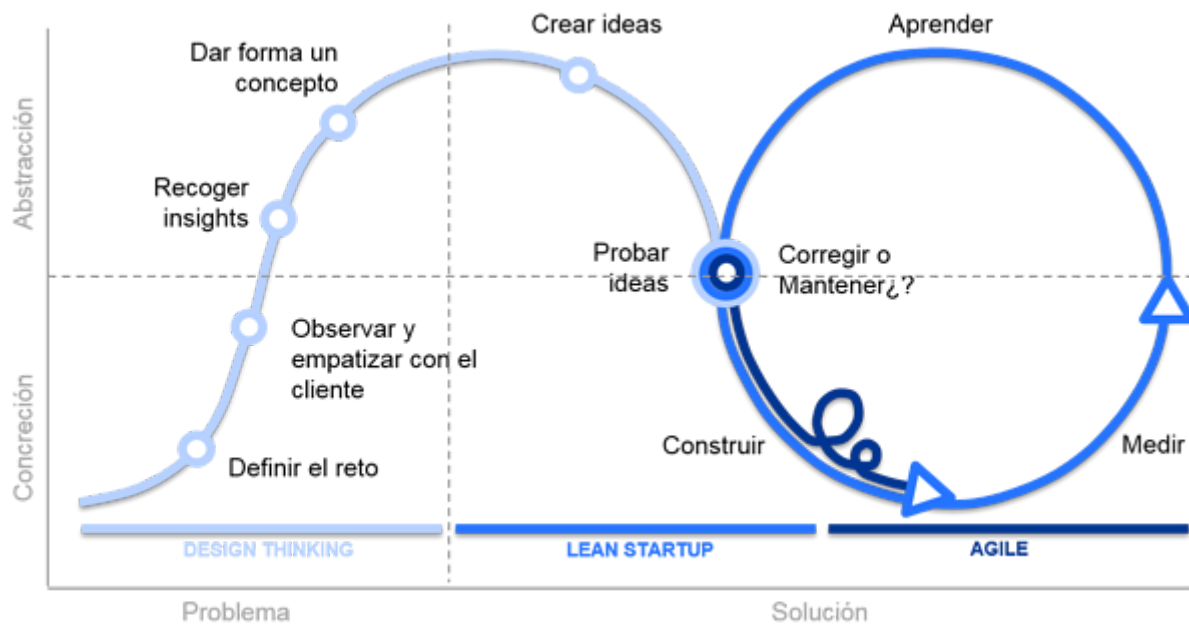 Crear ideas
Aprender
Dar forma un
concepto
Abstracción
Recoger
insights
Probar
ideas
Corregir o
Mantener¿?
Observar y
empatizar con el
cliente
Concreción
Definir el reto
Construir
Medir
DESIGN THINKING
LEAN STARTUP
AGILE
Problema
Solución